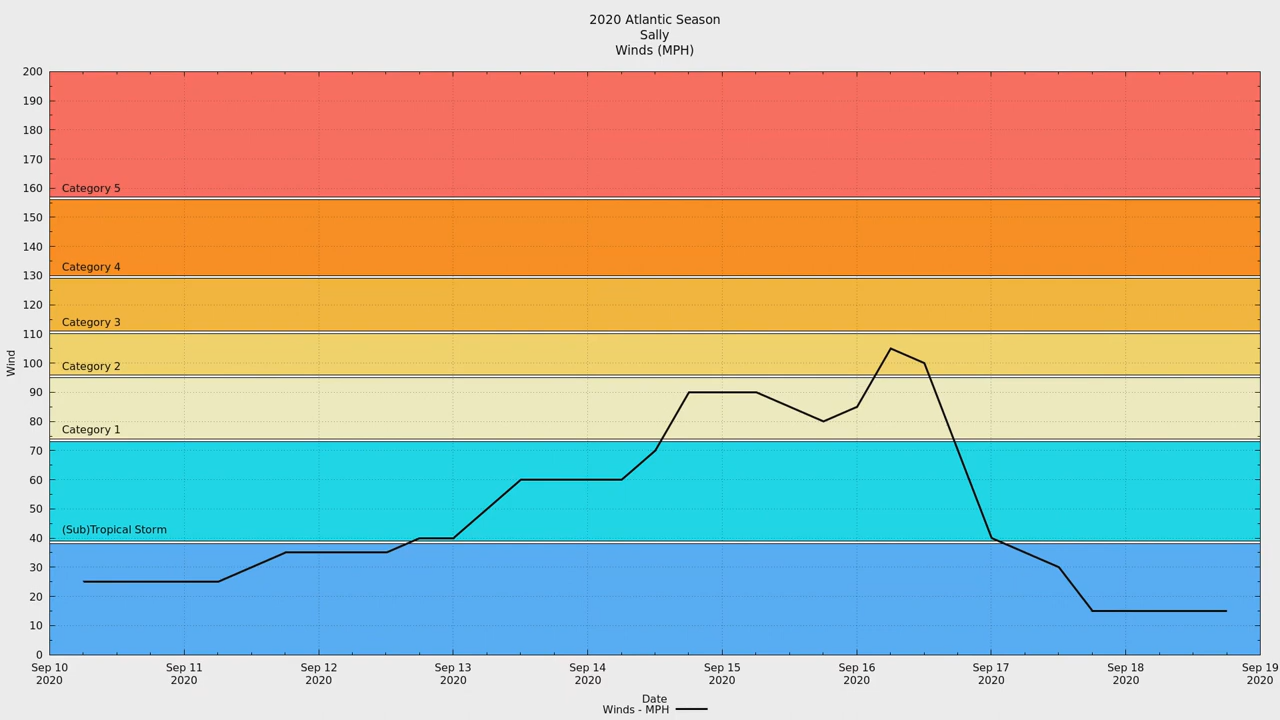 2020 Atlantic Season
Sally
Winds (MPH)
200
190
180
170
160
150
140
130
120
110
100
90
80
70
60
50
40
30
20
10
0
Wind
Category 5
Category 4
Category 3
Category 2
Category 1
(Sub)Tropical Storm
Sep 10 Sep 11 Sep 12 Sep 13 Sep 14 Sep 15 Sep 16 Sep 17 Sep 18 Sep 19
2020 2020 2020 2020 2020 2020 2020 2020 2020 2020
Date
Winds - MPH